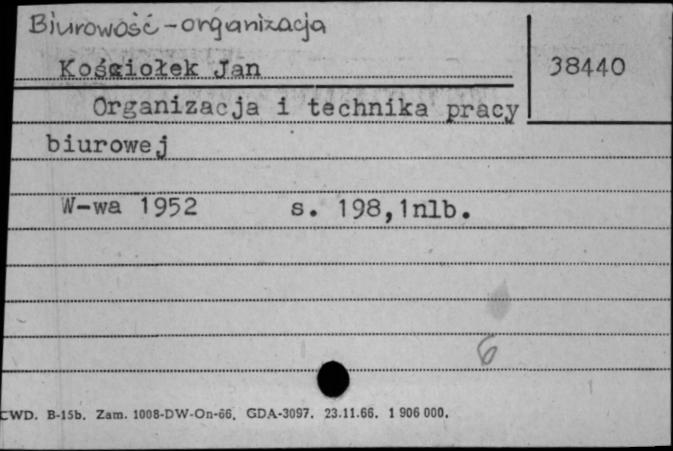 Biurowość - organizacja
Kościołek Jan
38440
Organizacja i technika pracy
biurowej
W-wa 1952 s. 198,1nlb.
6
CWD. B-15b. Zam. 1008-DW-On-66. GDA-3097. 23.11.66. 1 906 000.